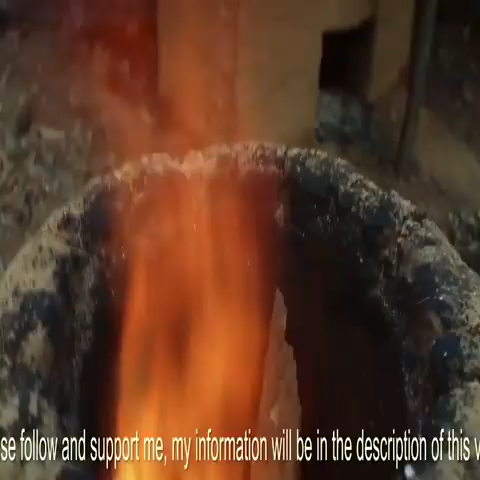 se follow and support me, my information will be in the description of this v